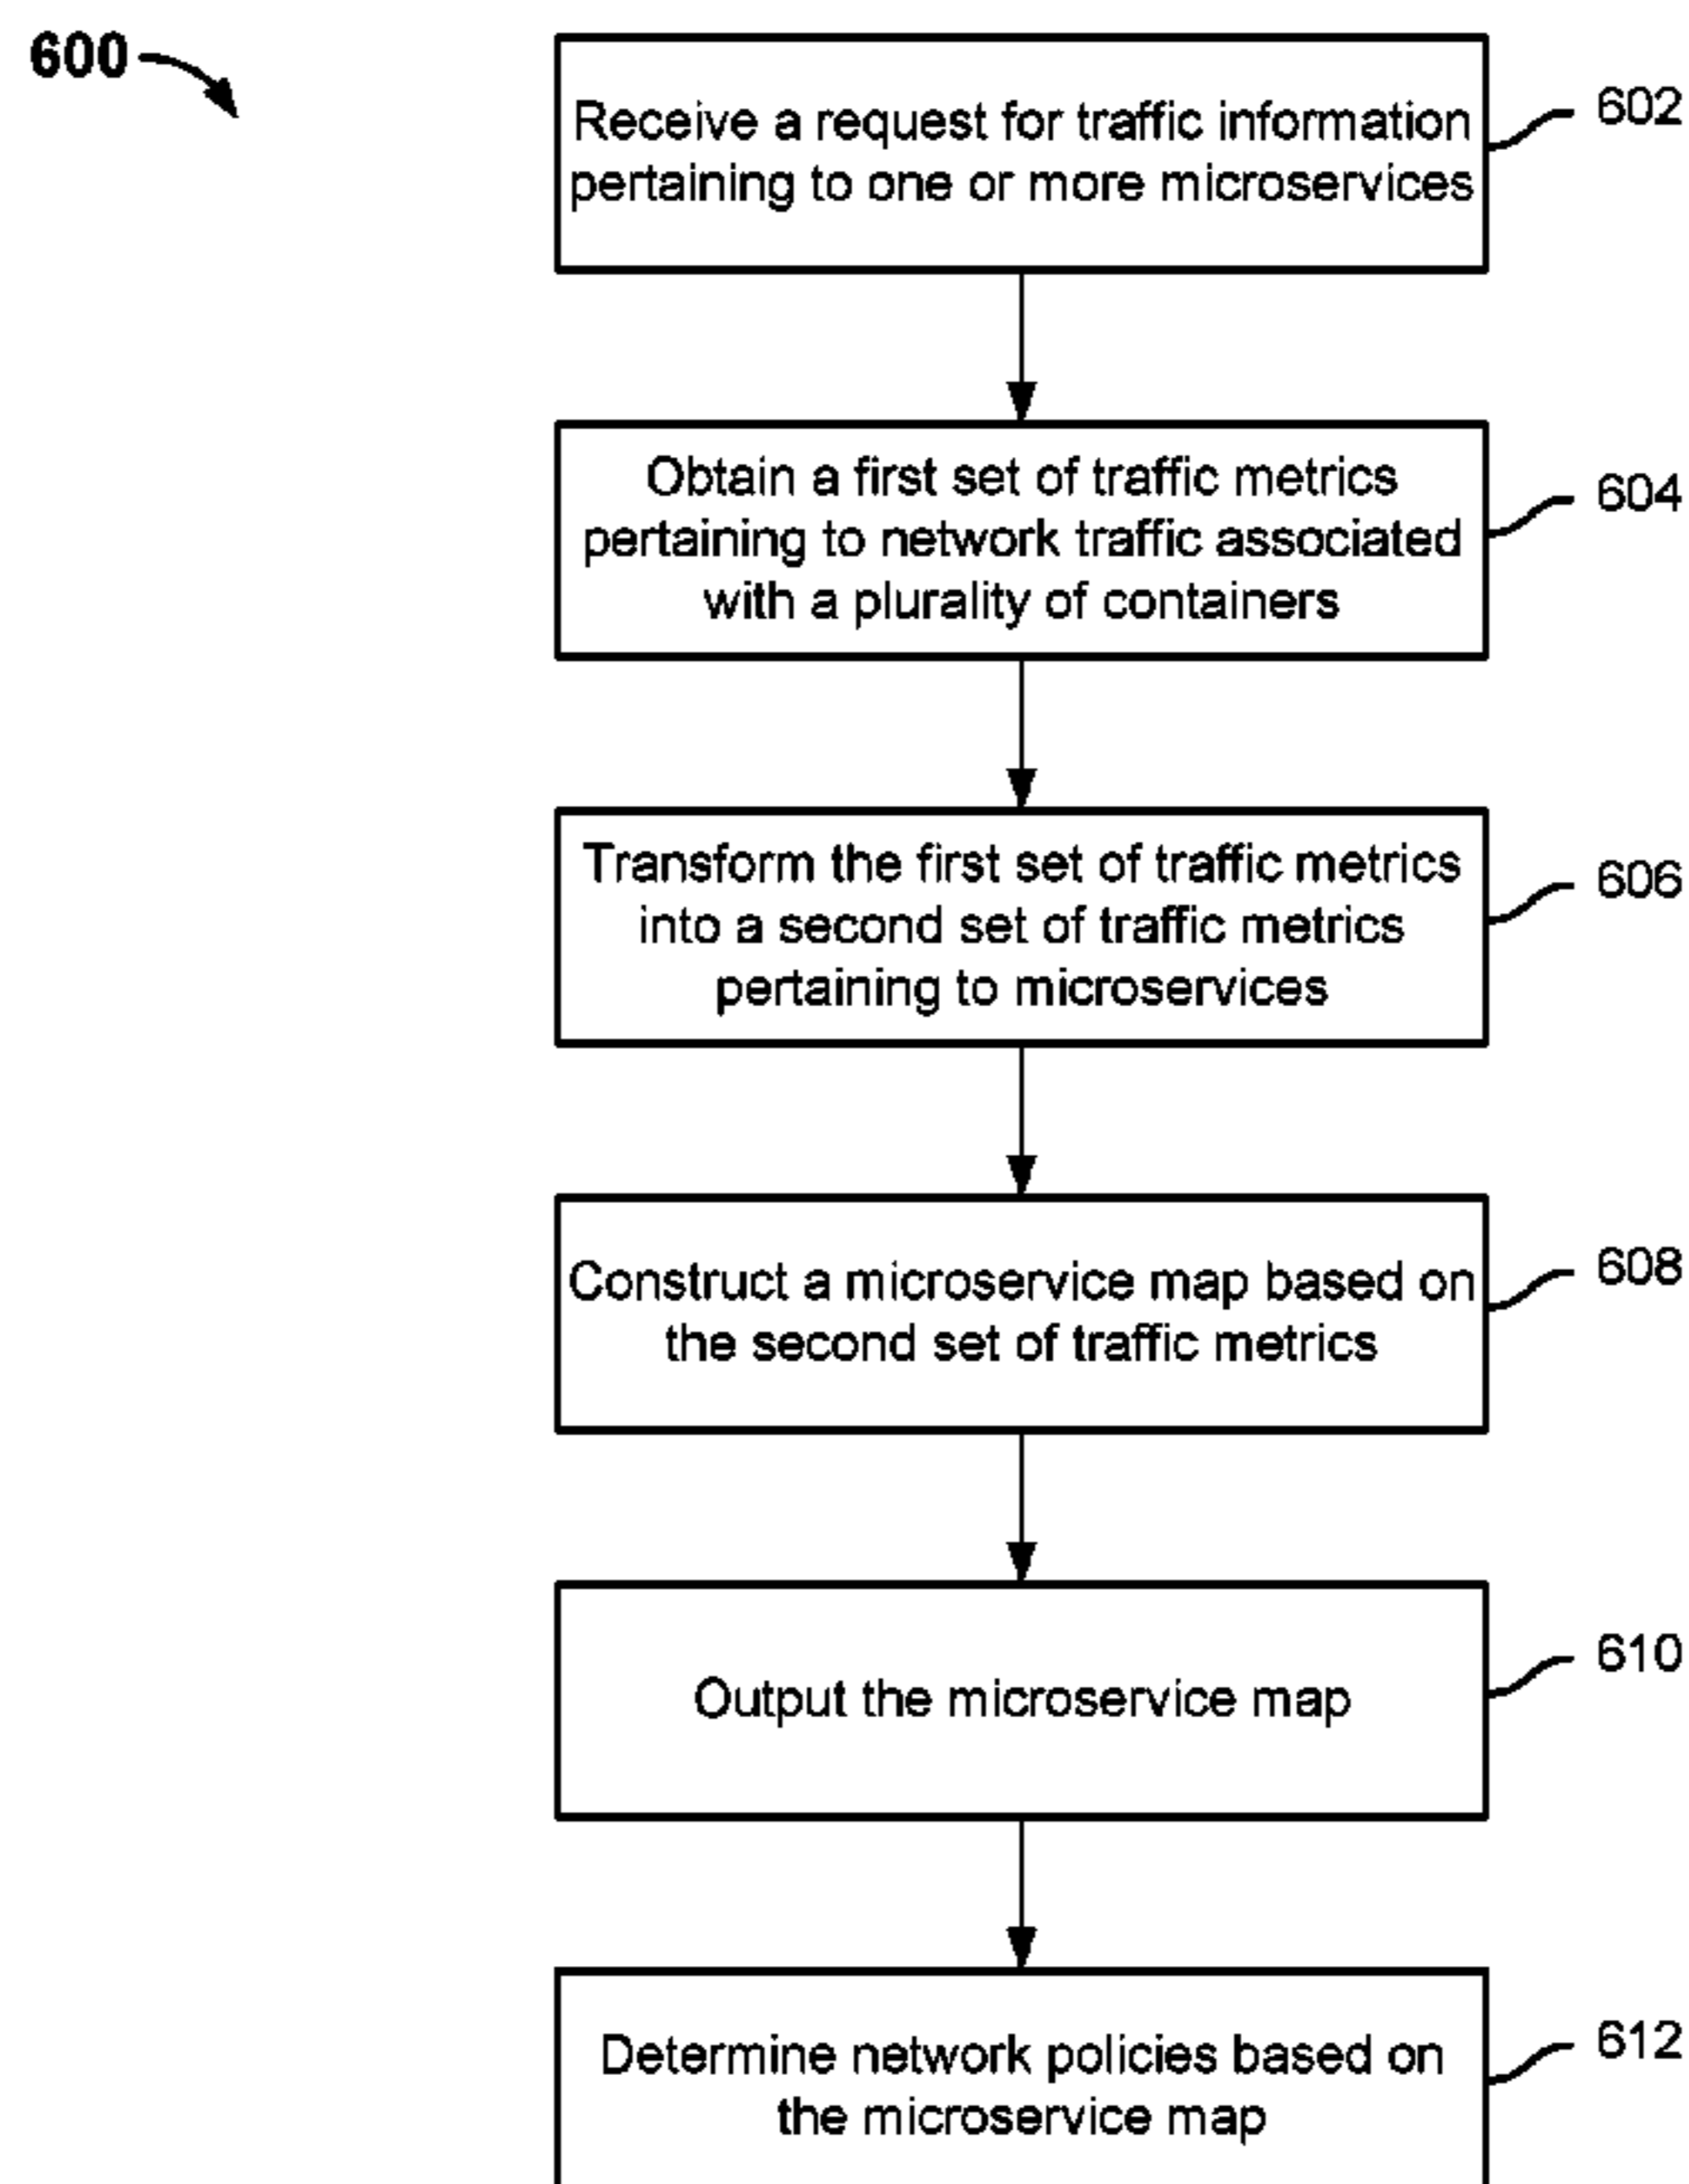 600
Receive a request for traffic information
pertaining to one or more microservices
602
Obtain a first set of traffic metrics
pertaining to network traffic associated
with a plurality of containers
604
Transform the first set of traffic metrics
into a second set of traffic metrics
pertaining to microservices
606
Construct a microservice map based on
the second set of traffic metrics
608
Output the microservice map
610
Determine network policies based on
the microservice map
612